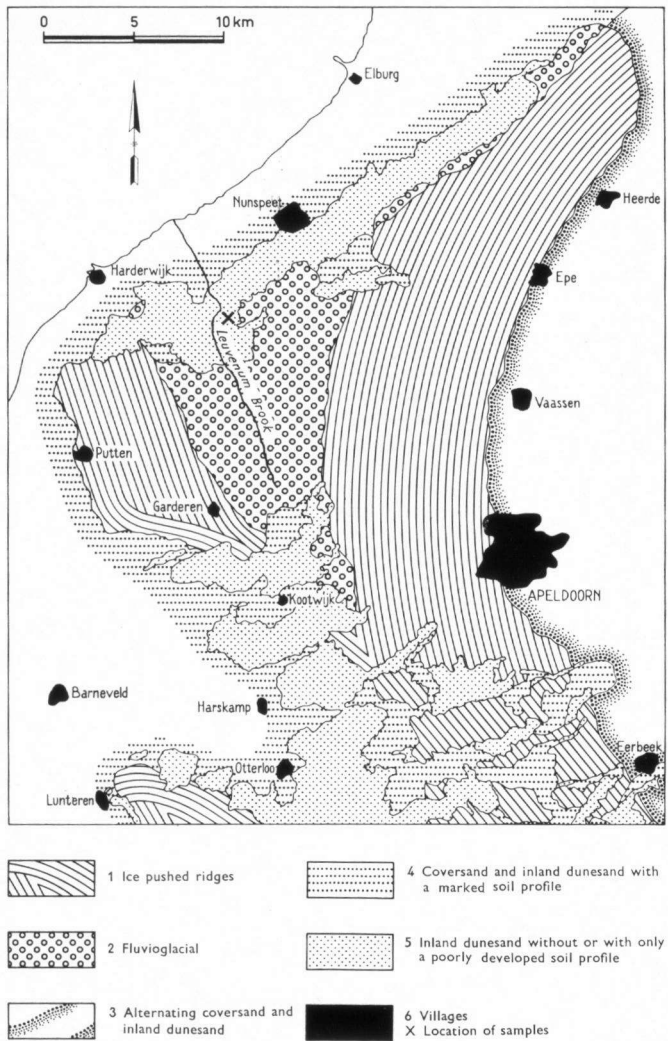 0 5 10 km
Elburg
Nunspeet
Heerde
Harderwijk
Epe
Leuvenum Brook
Vaassen
Putten
Garderen
APELDOORN
Kootwijk
Barneveld
Harskamp
Eerbeek
Otterloo
Lunteren
1 Ice pushed ridges
4 Coversand and inland dunesand with
a marked soil profile
2 Fluvioglacial
5 Inland dunesand without or with only
a poorly developed soil profile
3 Alternating coversand and
inland dunesand
6 Villages
X Location of samples